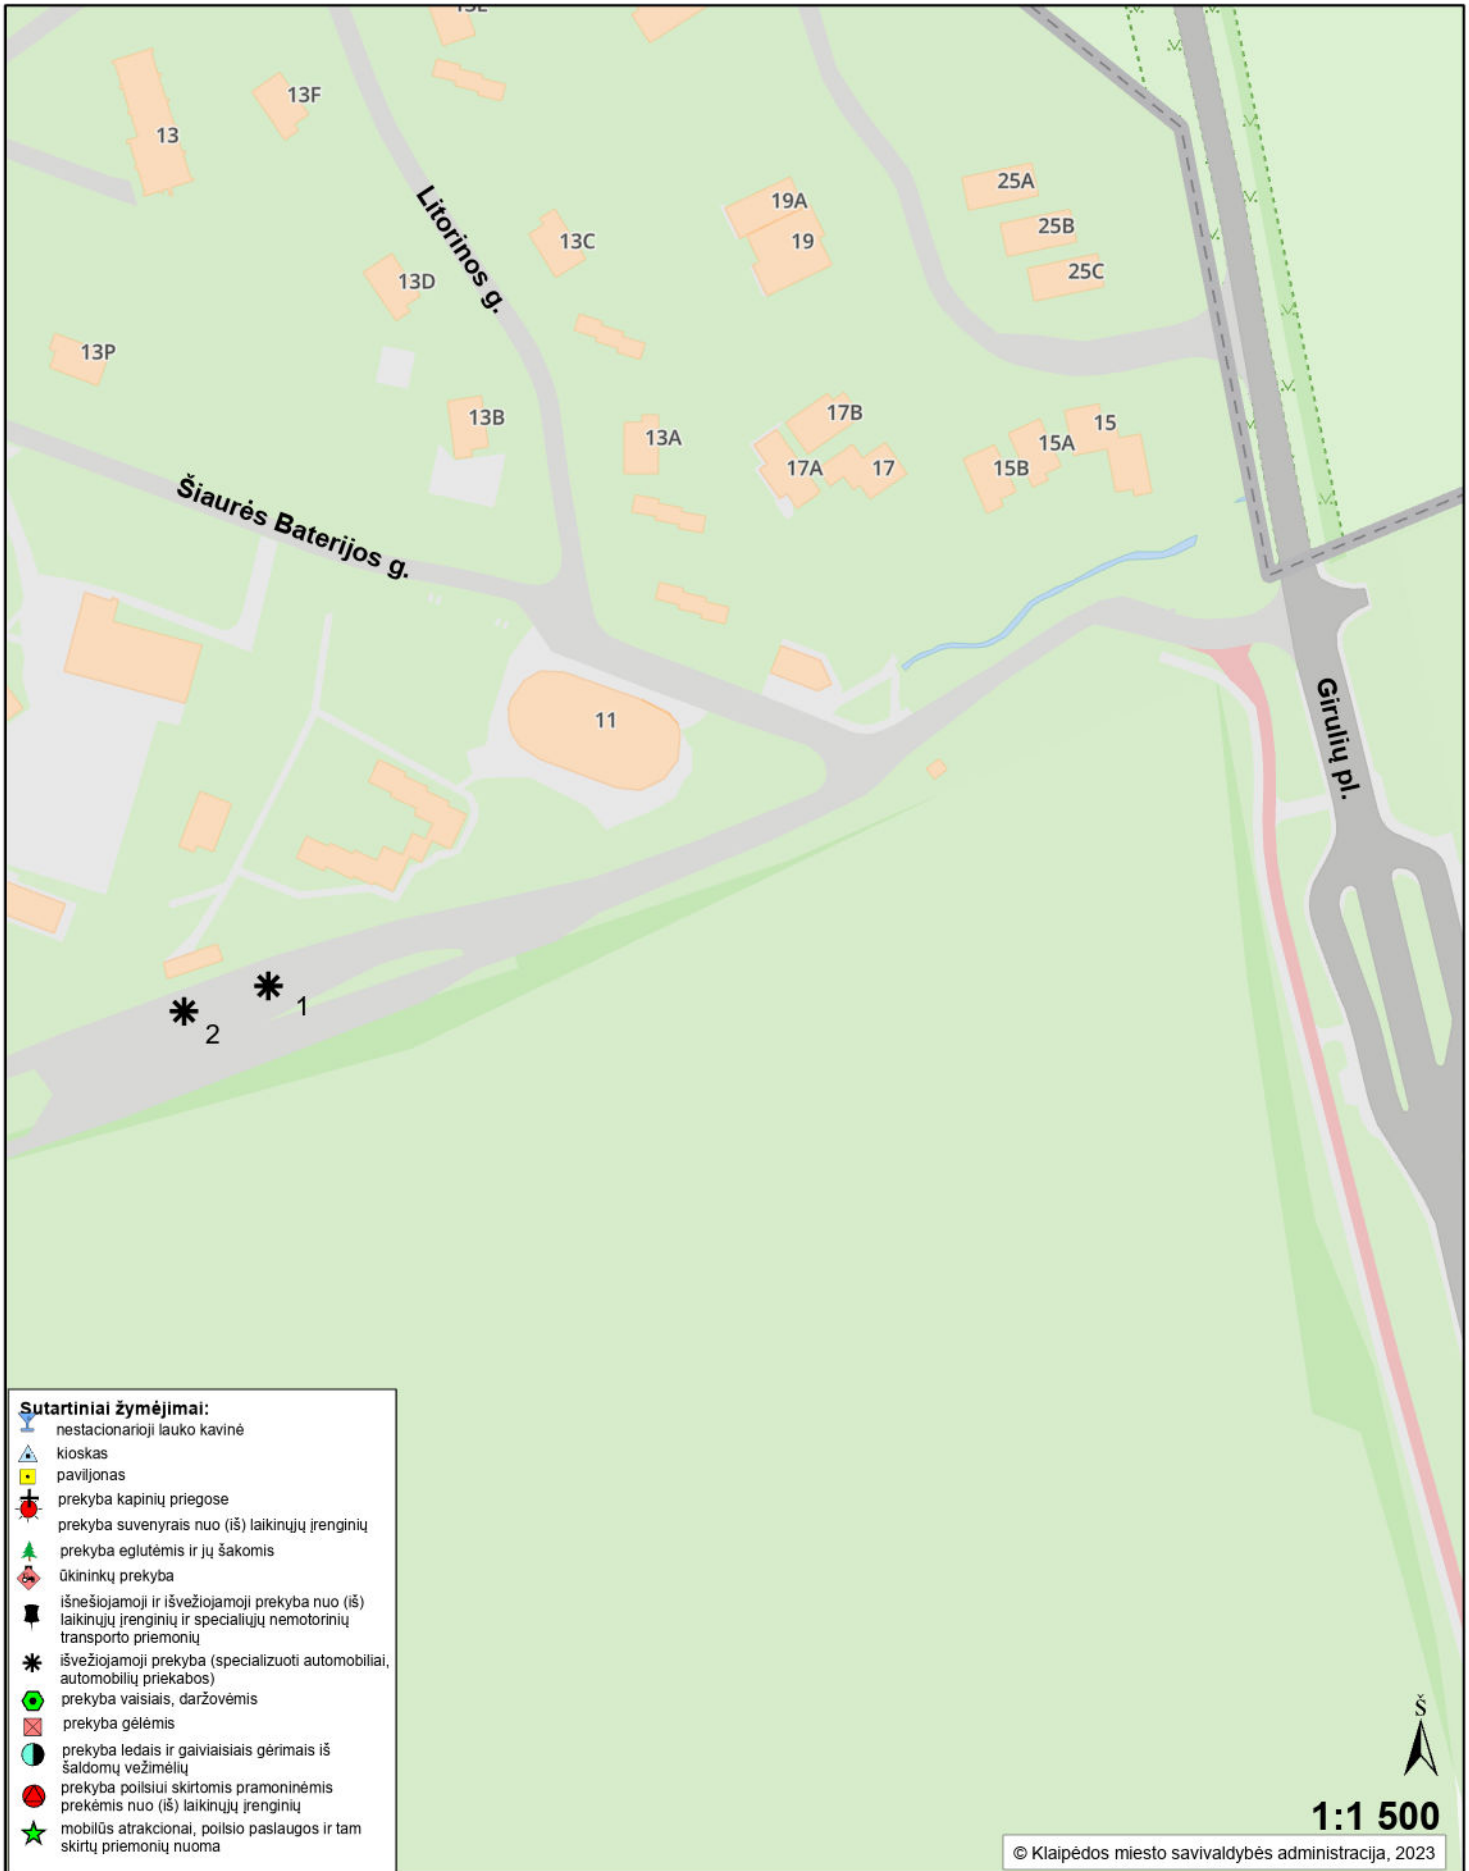 13F
13
19A
25A
25B
13C
19
25C
13D
Litorinos g.
13P
17B
13B
13A
15
15A
17A
17
15B
Šiaurės Baterijos g.
11
Girulių pl.
1
2
Sutartiniai žymėjimai:
nestacionarioji lauko kavinė
kioskas
paviljonas
prekyba kapinių priegose
prekyba suvenyrais nuo (iš) laikinųjų įrenginių
prekyba eglutėmis ir jų šakomis
ūkininkų prekyba
išnešiojamoji ir išvežiojamoji prekyba nuo (iš)
laikinųjų įrenginių ir specialiųjų nemotorinių
transporto priemonių
išvežiojamoji prekyba (specializuoti automobiliai,
automobilių priekabos)
prekyba vaisiais, daržovėmis
prekyba gėlėmis
prekyba ledais ir gaiviaisiais gėrimais iš
šaldomų vežimėlių
prekyba poilsiui skirtomis pramoninėmis
prekėmis nuo (iš) laikinųjų įrenginių
mobilūs atrakcionai, poilsio paslaugos ir tam
skirtų priemonių nuoma
Š
1:1 500
© Klaipėdos miesto savivaldybės administracija, 2023